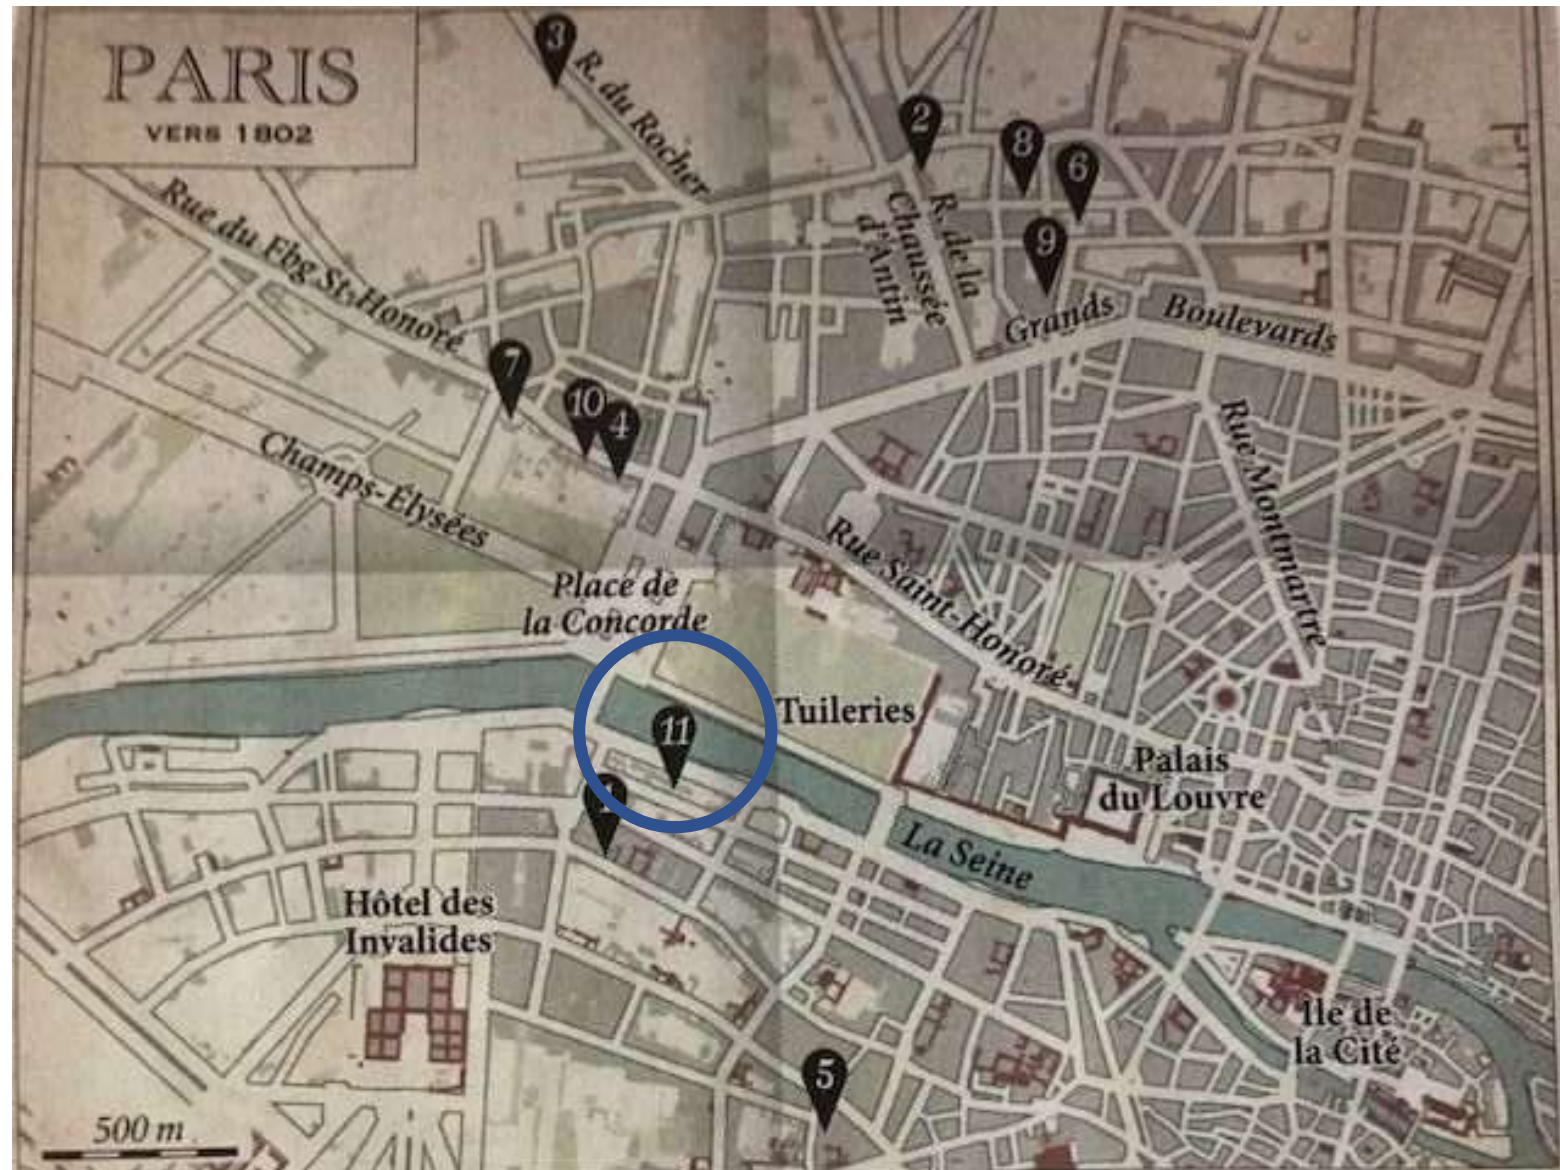 PARIS
VERS 1802
3
R. du Rocher
2
8
6
9
Rue du Fbg St-Honoré
R. de la
Chaussée
d'Antin
Grands
Boulevards
7
10
4
Champs-Élysées
Rue Montmartre
Rue Saint-Honoré
Place de
la Concorde
11
Tuileries
Palais
du Louvre
La Seine
Hôtel des
Invalides
Ile de
la Cité
5
500 m